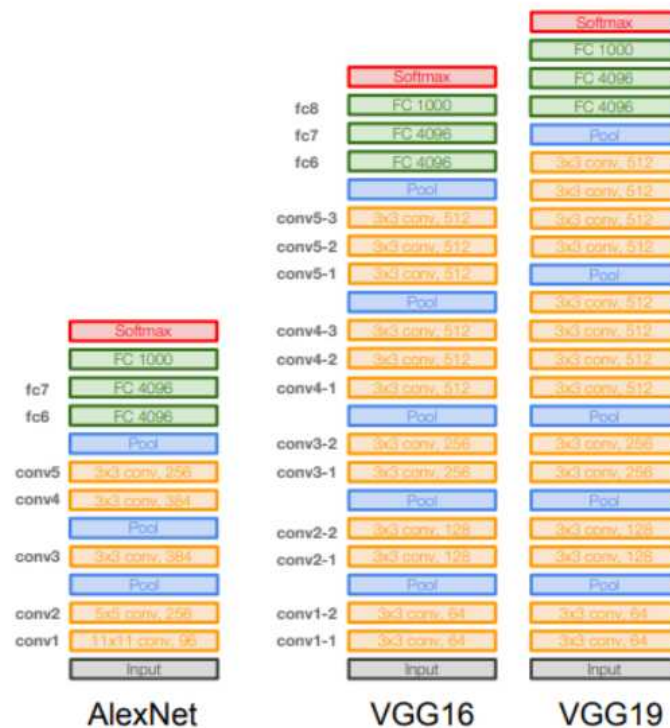 Softmax
FC 1000
fc7 FC 4096
fc6 FC 4096
Pool
conv5 3x3 conv, 256
conv4 3x3 conv, 384
Pool
conv3 3x3 conv, 384
Pool
conv2 5x5 conv, 256
conv1 11x11 conv, 96
Input
AlexNet
Softmax
fc8 FC 1000
fc7 FC 4096
fc6 FC 4096
Pool
conv5-3 3x3 conv, 512
conv5-2 3x3 conv, 512
conv5-1 3x3 conv, 512
Pool
conv4-3 3x3 conv, 512
conv4-2 3x3 conv, 512
conv4-1 3x3 conv, 512
Pool
conv3-2 3x3 conv, 256
conv3-1 3x3 conv, 256
Pool
conv2-2 3x3 conv, 128
conv2-1 3x3 conv, 128
Pool
conv1-2 3x3 conv, 64
conv1-1 3x3 conv, 64
Input
VGG16
Softmax
FC 1000
FC 4096
FC 4096
Pool
3x3 conv, 512
3x3 conv, 512
3x3 conv, 512
3x3 conv, 512
Pool
3x3 conv, 512
3x3 conv, 512
3x3 conv, 512
3x3 conv, 512
Pool
3x3 conv, 256
3x3 conv, 256
Pool
3x3 conv, 128
3x3 conv, 128
Pool
3x3 conv, 64
3x3 conv, 64
Input
VGG19